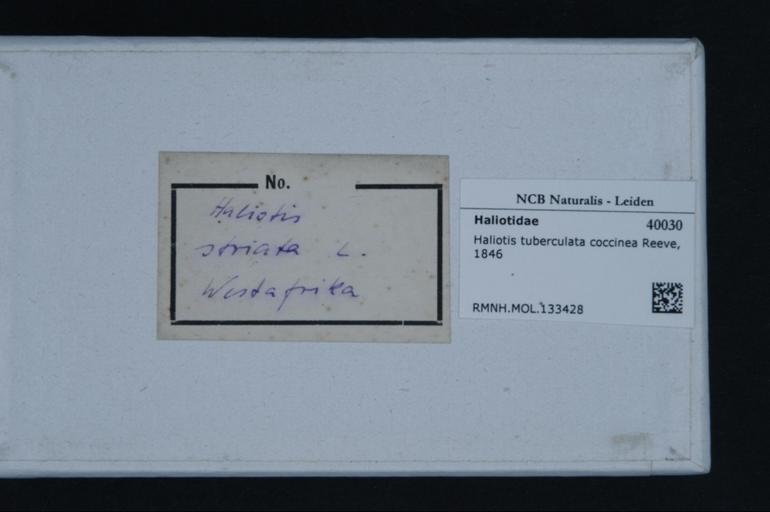 No.
Haliotis
striata L.
Westafrika
NCB Naturalis - Leiden
Haliotidae 40030
Haliotis tuberculata coccinea Reeve,
1846
RMNH.MOL.133428